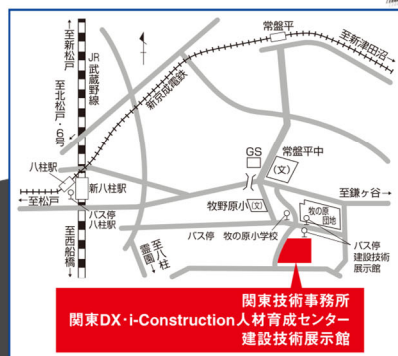 至新松戸
JR武蔵野線
至北松戸・6号
新京成電鉄
常盤平
至新津田沼
八柱駅
新八柱駅
至松戸
バス停
八柱駅
至西船橋
至八柱
霊園
GS
常盤平中
(文)
牧野原小(文)
至鎌ヶ谷
牧の原
団地
バス停 牧の原小学校
バス停
建設技術
展示館
関東技術事務所
関東DX・i-Construction人材育成センター
建設技術展示館